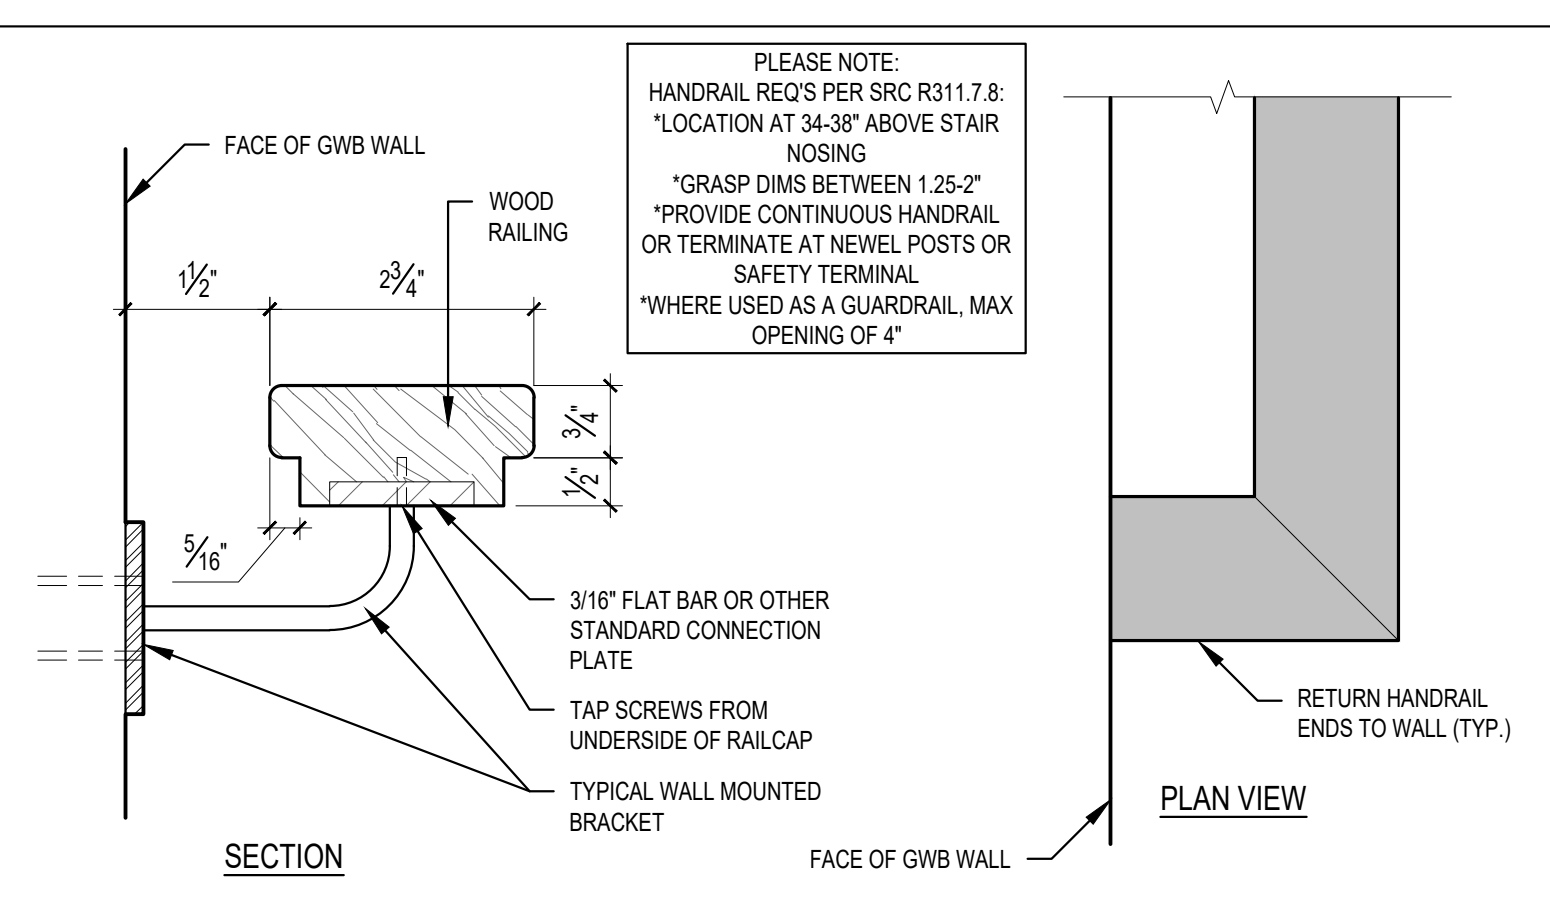 PLEASE NOTE:
HANDRAIL REQ'S PER SRC R311.7.8:
*LOCATION AT 34-38" ABOVE STAIR
NOSING
*GRASP DIMS BETWEEN 1.25-2"
*PROVIDE CONTINUOUS HANDRAIL
OR TERMINATE AT NEWEL POSTS OR
SAFETY TERMINAL
*WHERE USED AS A GUARDRAIL, MAX
OPENING OF 4"
FACE OF GWB WALL
WOOD
RAILING
1 1/2"
2 3/4"
3/4"
1/2"
5/16"
3/16" FLAT BAR OR OTHER
STANDARD CONNECTION
PLATE
TAP SCREWS FROM
UNDERSIDE OF RAILCAP
TYPICAL WALL MOUNTED
BRACKET
SECTION
RETURN HANDRAIL
ENDS TO WALL (TYP.)
PLAN VIEW
FACE OF GWB WALL